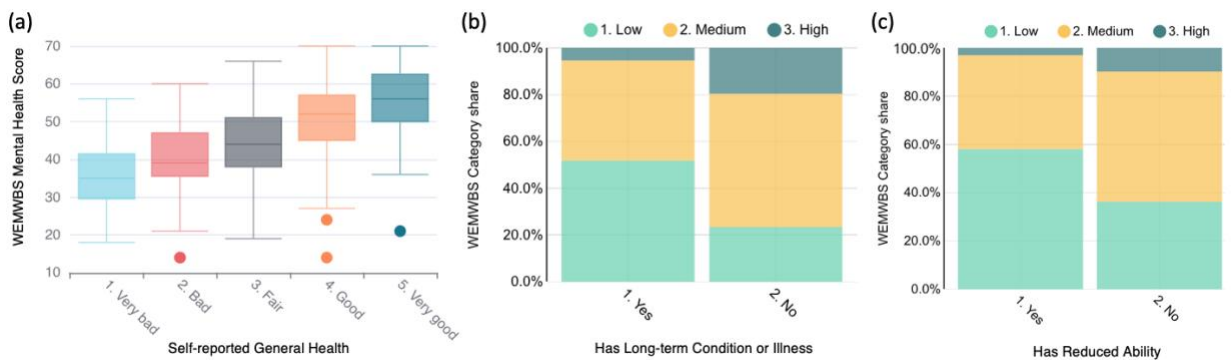 (a)
WEMWBS Mental Health Score
70
60
50
40
30
20
10
1. Very bad
2. Bad
3. Fair
4. Good
5. Very good
Self-reported General Health
(b)
1. Low 2. Medium 3. High
WEMWBS Category share
100.0%
80.0%
60.0%
40.0%
20.0%
0.0%
1. Yes
2. No
Has Long-term Condition or Illness
(c)
1. Low 2. Medium 3. High
WEMWBS Category share
100.0%
80.0%
60.0%
40.0%
20.0%
0.0%
1. Yes
2. No
Has Reduced Ability